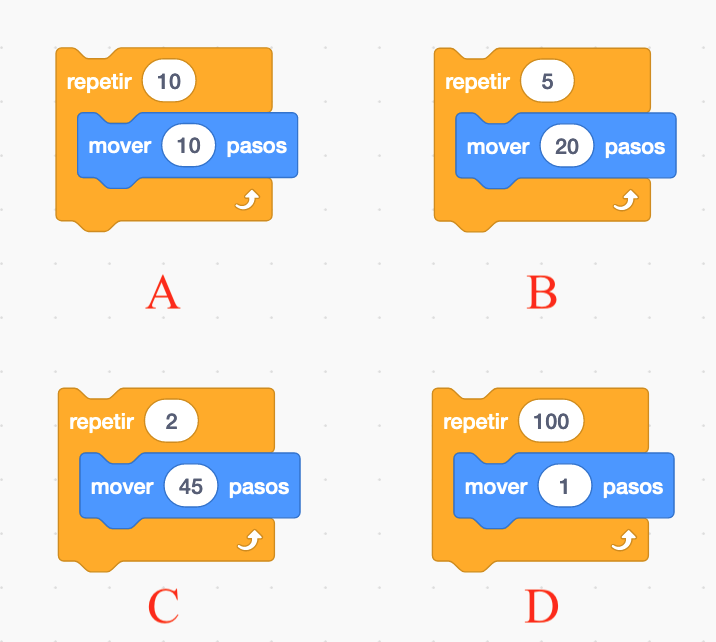 repetir 10
mover 10 pasos
A
repetir 5
mover 20 pasos
B
repetir 2
mover 45 pasos
C
repetir 100
mover 1 pasos
D